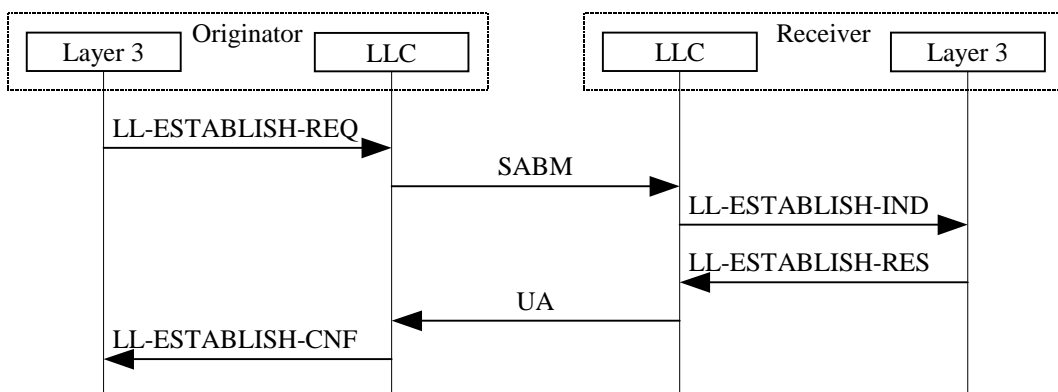 Originator
Receiver
Layer 3
LLC
LLC
Layer 3
LL-ESTABLISH-REQ
SABM
LL-ESTABLISH-IND
LL-ESTABLISH-RES
UA
LL-ESTABLISH-CNF